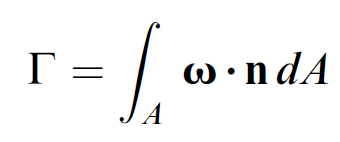 Γ = ∫_A ω · n dA